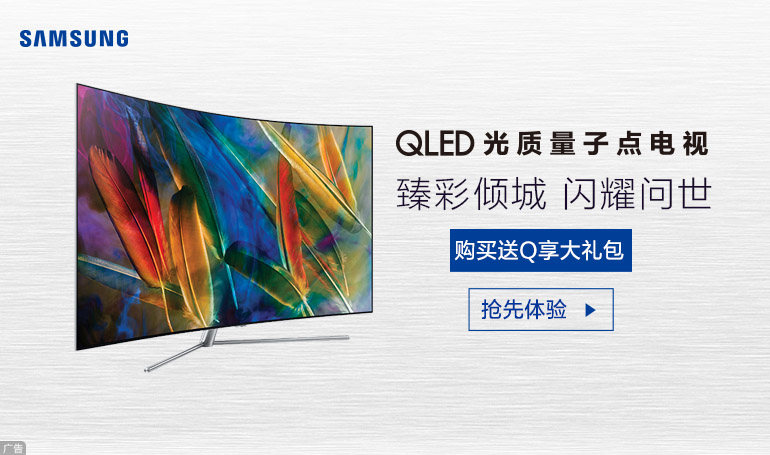 SAMSUNG
QLED 光质量子点电视
臻彩倾城 闪耀问世
购买送Q享大礼包
抢先体验
广告